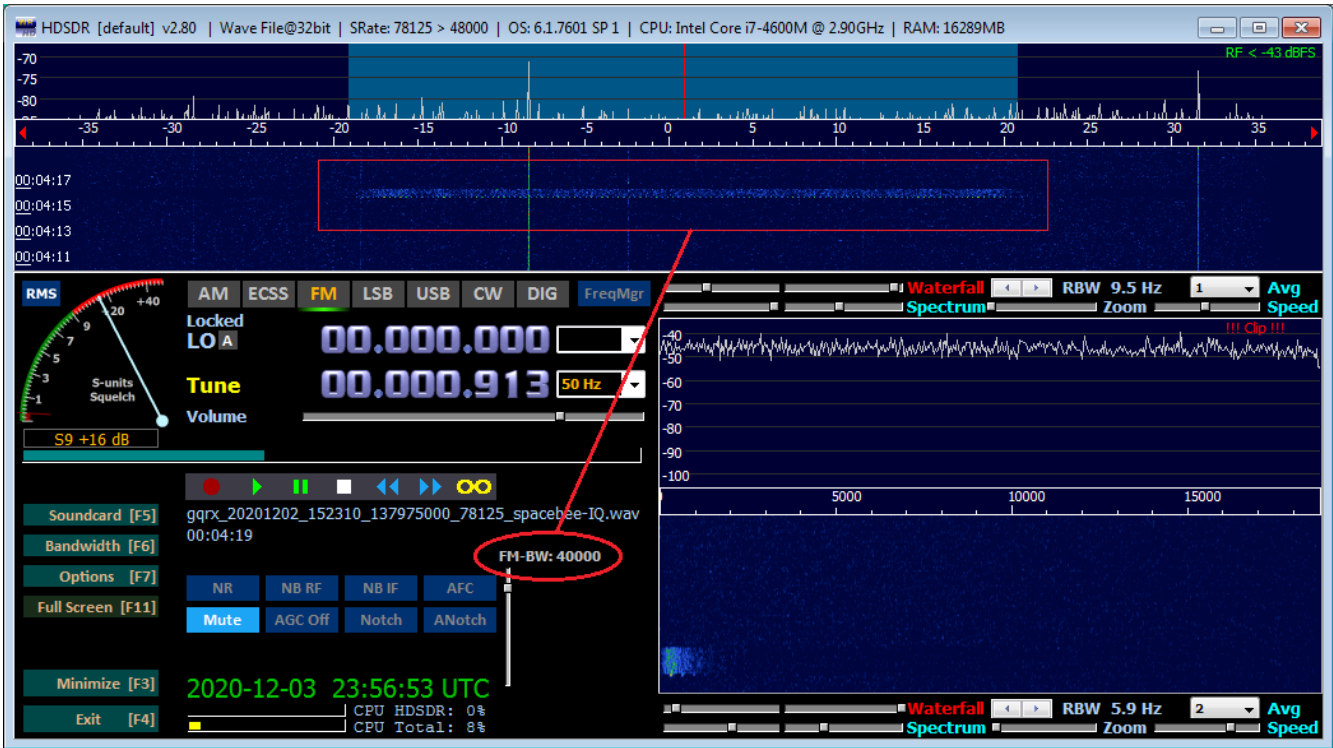 HDSDR [default] v2.80 | Wave File@32bit | SRate: 78125 > 48000 | OS: 6.1.7601 SP 1 | CPU: Intel Core i7-4600M @ 2.90GHz | RAM: 16289MB
RF < -43 dBFS
-70
-75
-80
-35 -30 -25 -20 -15 -10 -5 0 5 10 15 20 25 30 35
00:04:17
00:04:15
00:04:13
00:04:11
RMS
+40
20
9
7
5
3
1
S-units
Squelch
S9 +16 dB
AM ECSS FM LSB USB CW DIG FreqMgr
Locked
LO A 00.000.000
Tune 00.000.913 50 Hz
Volume
gqrx_20201202_152310_137975000_78125_spacebee-IQ.wav
00:04:19
FM-BW: 40000
Soundcard [F5]
Bandwidth [F6]
Options [F7]
Full Screen [F11]
Minimize [F3]
Exit [F4]
NR NB RF NB IF AFC
Mute AGC Off Notch ANotch
2020-12-03 23:56:53 UTC
CPU HDSDR: 0%
CPU Total: 8%
Waterfall RBW 9.5 Hz 1 Avg
Spectrum Zoom Speed
!!! Clip !!!
-40
-50
-60
-70
-80
-90
-100
5000 10000 15000
Waterfall RBW 5.9 Hz 2 Avg
Spectrum Zoom Speed